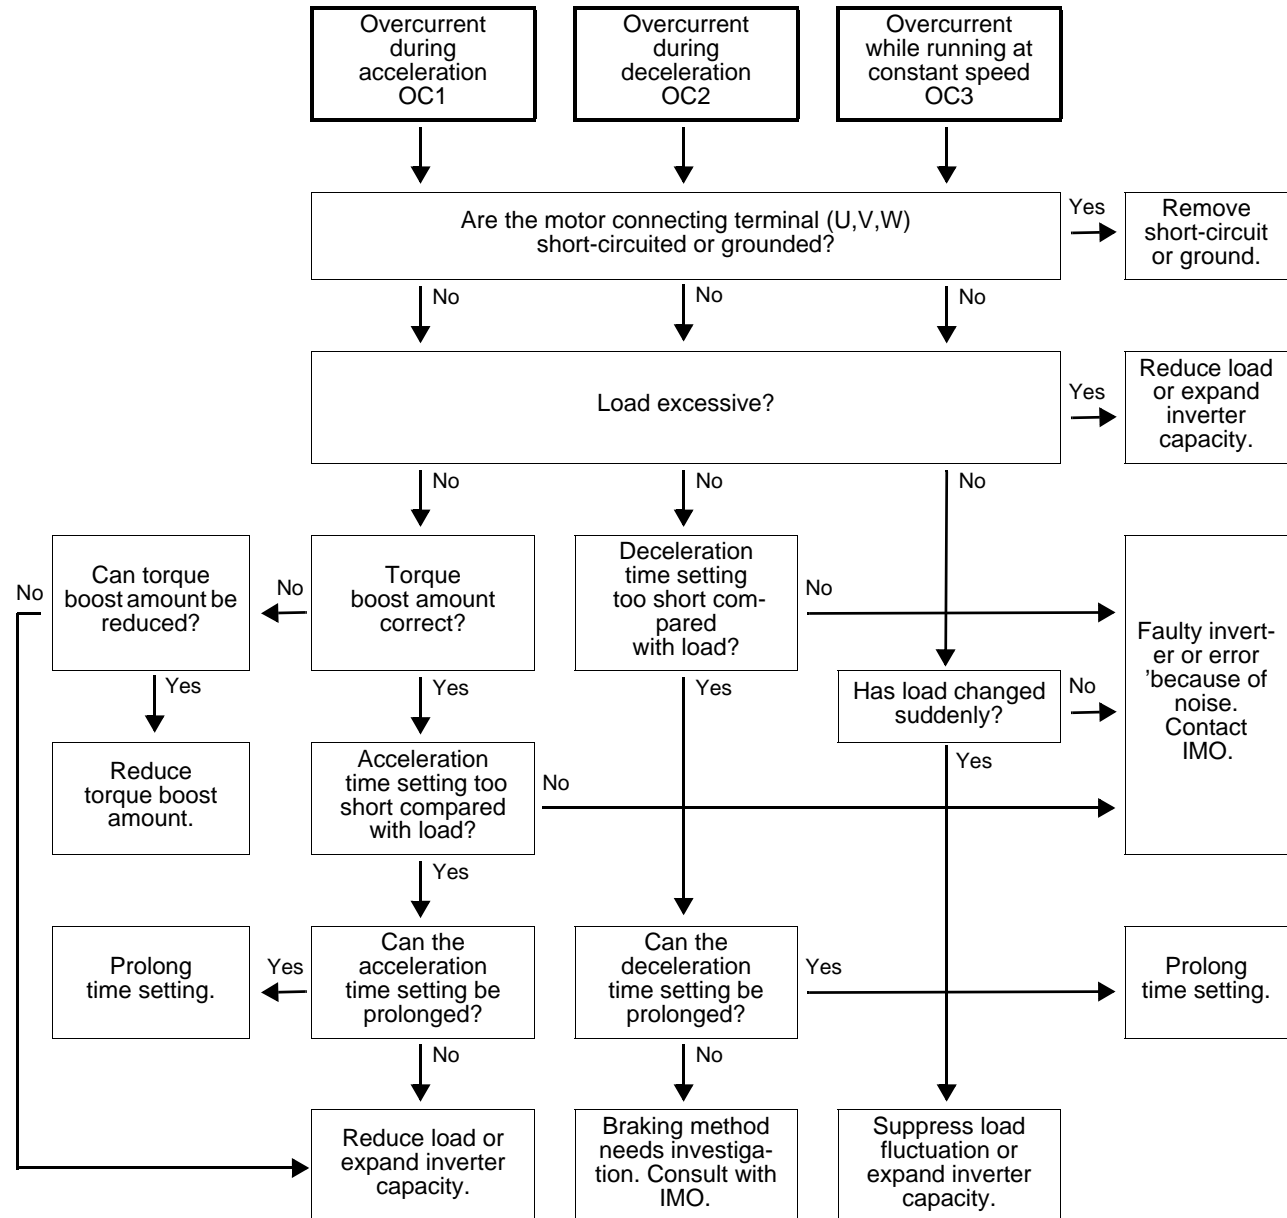 Overcurrent
during
acceleration
OC1
Overcurrent
during
deceleration
OC2
Overcurrent
while running at
constant speed
OC3
Are the motor connecting terminal (U,V,W)
short-circuited or grounded?
Yes
Remove
short-circuit
or ground.
No
No
No
Load excessive?
Yes
Reduce load
or expand
inverter
capacity.
No
No
No
No
Can torque
boost amount be
reduced?
No
Torque
boost amount
correct?
Deceleration
time setting
too short com-
pared
with load?
No
Faulty invert-
er or error
'because of
noise.
Contact
IMO.
Yes
Yes
Yes
Has load changed
suddenly?
No
Reduce
torque boost
amount.
Acceleration
time setting too
short compared
with load?
No
Yes
Yes
Prolong
time setting.
Yes
Can the
acceleration
time setting be
prolonged?
Can the
deceleration
time setting be
prolonged?
Yes
Prolong
time setting.
No
No
Reduce load or
expand inverter
capacity.
Braking method
needs investiga-
tion. Consult with
IMO.
Suppress load
fluctuation or
expand inverter
capacity.